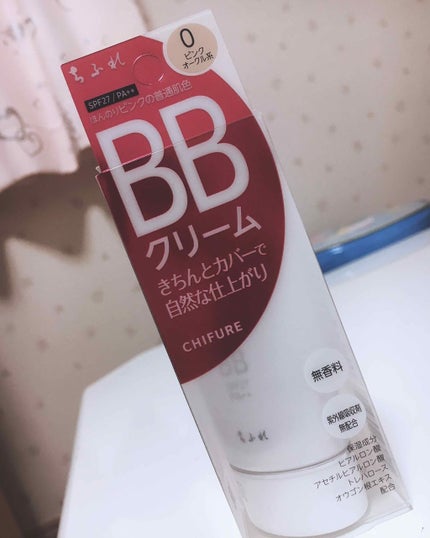 0
ピンク
オークル系
ちふれ
SPF27/PA++
ほんのりピンクの普通肌色
BB
クリーム
きちんとカバーで
自然な仕上がり
CHIFURE
BB
ちふれ
無香料
紫外線吸収剤
無配合
保湿成分
ヒアルロン酸
アセチルヒアルロン酸
トレハロース
オウゴン根エキス
配合